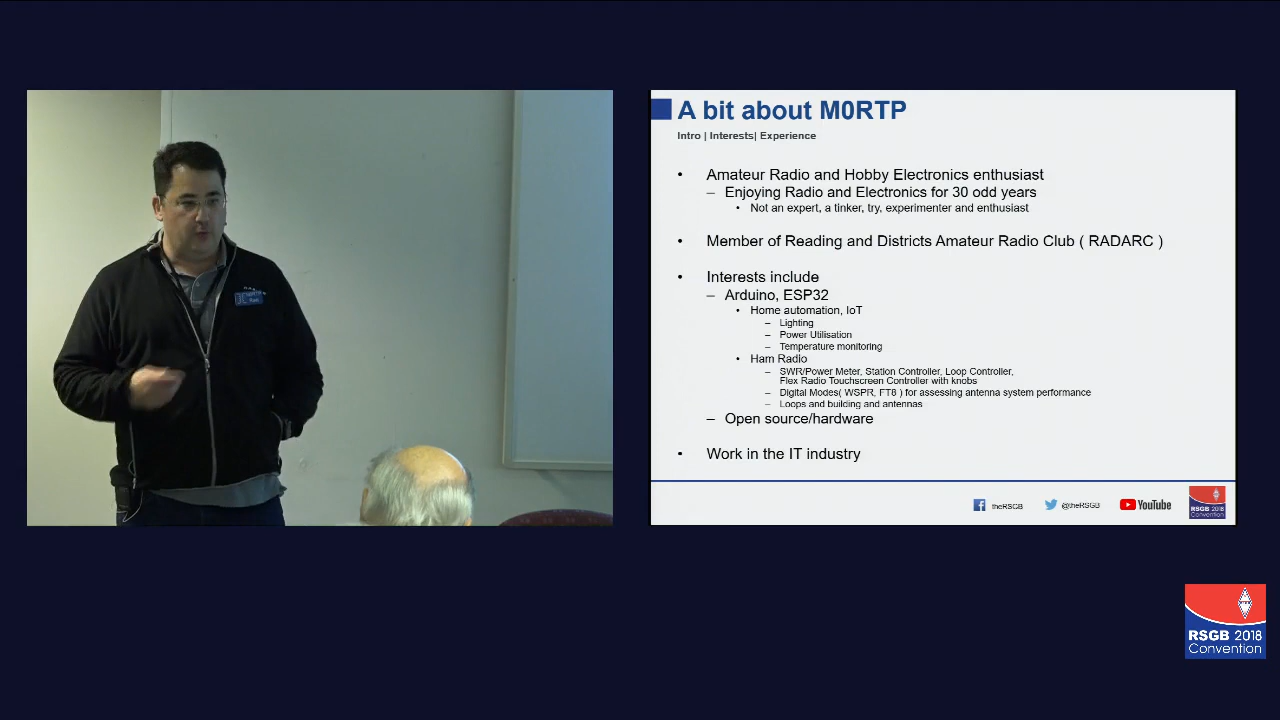 A bit about M0RTP
Intro | Interests| Experience
• Amateur Radio and Hobby Electronics enthusiast
– Enjoying Radio and Electronics for 30 odd years
• Not an expert, a tinker, try, experimenter and enthusiast
• Member of Reading and Districts Amateur Radio Club ( RADARC )
• Interests include
– Arduino, ESP32
• Home automation, IoT
– Lighting
– Power Utilisation
– Temperature monitoring
• Ham Radio
– SWR/Power Meter, Station Controller, Loop Controller,
Flex Radio Touchscreen Controller with knobs
– Digital Modes( WSPR, FT8 ) for assessing antenna system performance
– Loops and building and antennas
– Open source/hardware
• Work in the IT industry
theRSGB
@theRSGB
YouTube
RSGB 2018
Convention
RSGB 2018
Convention